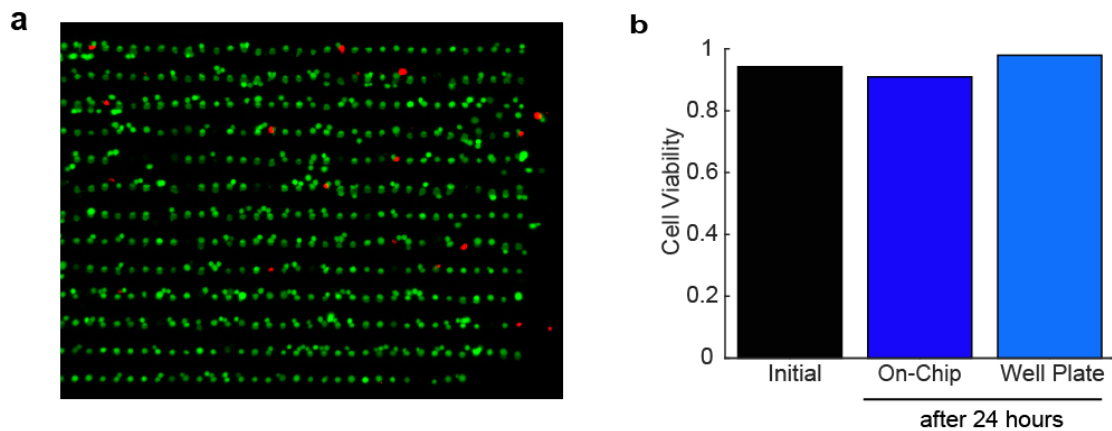 a
b
1
0.8
0.6
0.4
0.2
0
Cell Viability
Initial On-Chip Well Plate
after 24 hours